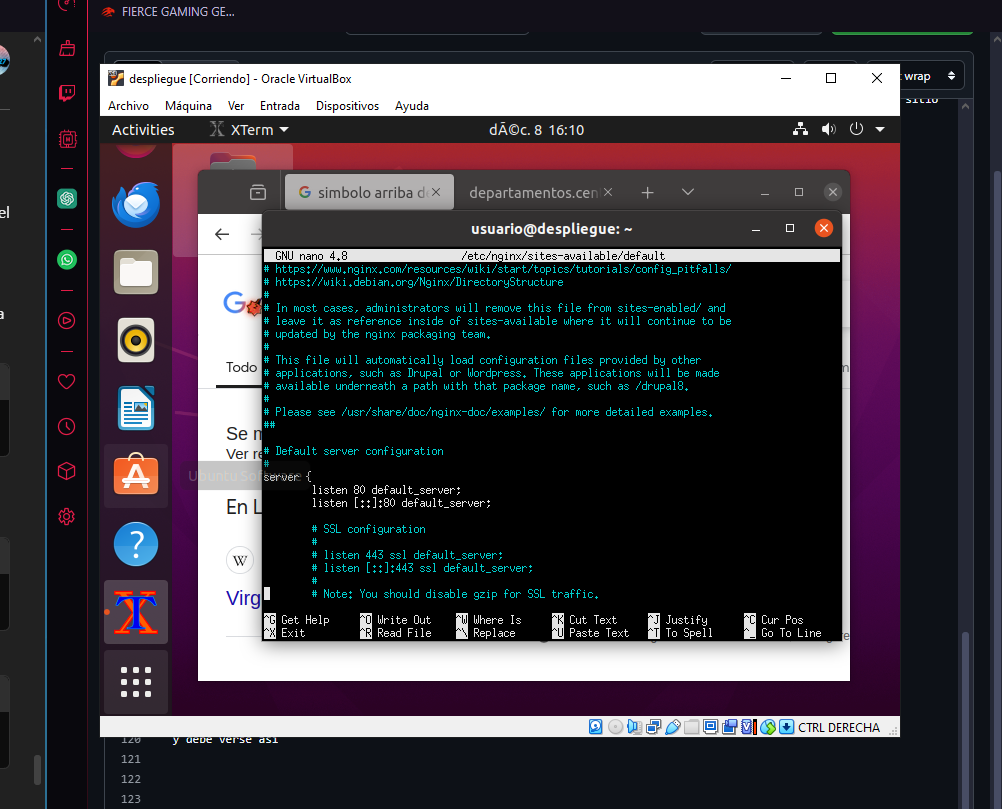 FIERCE GAMING GE...
wrap
sitio
despliegue [Corriendo] - Oracle VirtualBox
Archivo Máquina Ver Entrada Dispositivos Ayuda
Activities XTerm dÃ©c. 8 16:10
el
a
simbolo arriba de
departamentos.cen
usuario@despliegue: ~
GNU nano 4.8 /etc/nginx/sites-available/default
# https://www.nginx.com/resources/wiki/start/topics/tutorials/config_pitfalls/
# https://wiki.debian.org/Nginx/DirectoryStructure
#
# In most cases, administrators will remove this file from sites-enabled/ and
# leave it as reference inside of sites-available where it will continue to be
# updated by the nginx packaging team.
#
# This file will automatically load configuration files provided by other
# applications, such as Drupal or Wordpress. These applications will be made
# available underneath a path with that package name, such as /drupal8.
#
# Please see /usr/share/doc/nginx-doc/examples/ for more detailed examples.
##
# Default server configuration
#
server {
listen 80 default_server;
listen [::]:80 default_server;
# SSL configuration
#
# listen 443 ssl default_server;
# listen [::]:443 ssl default_server;
#
# Note: You should disable gzip for SSL traffic.
^G Get Help ^O Write Out ^W Where Is ^K Cut Text ^J Justify ^C Cur Pos
^X Exit ^R Read File ^\ Replace ^U Paste Text ^T To Spell ^_ Go To Line
Todo
Se m
Ver re
Ubuntu Software
En L
W
Virg
CTRL DERECHA
120 y debe verse asi
121
122
123